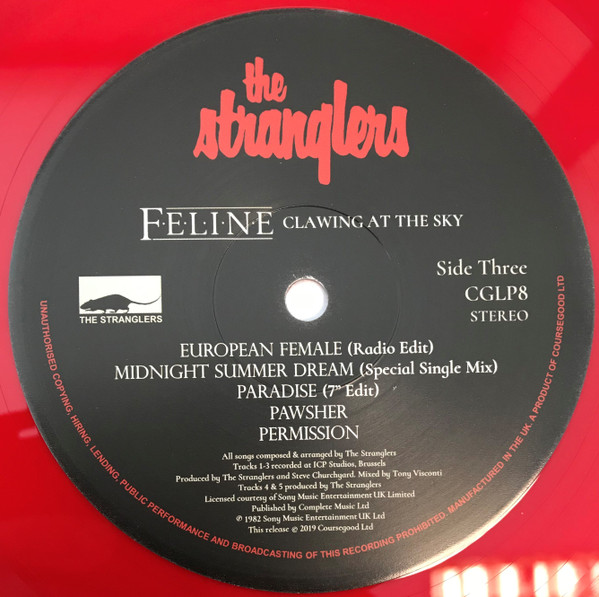 the
stranglers
F·E·L·I·N·E CLAWING AT THE SKY
Side Three
CGLP8
STEREO
THE STRANGLERS
EUROPEAN FEMALE (Radio Edit)
MIDNIGHT SUMMER DREAM (Special Single Mix)
PARADISE (7" Edit)
PAWSHER
PERMISSION
All songs composed & arranged by The Stranglers
Tracks 1-3 recorded at ICP Studios, Brussels
Produced by The Stranglers and Steve Churchyard. Mixed by Tony Visconti
Tracks 4 & 5 produced by The Stranglers
Licensed courtesy of Sony Music Entertainment UK Limited
Published by Complete Music Ltd
℗ 1982 Sony Music Entertainment UK Ltd
This release © 2019 Coursegood Ltd
UNAUTHORISED COPYING, HIRING, LENDING, PUBLIC PERFORMANCE AND BROADCASTING OF THIS RECORDING PROHIBITED. MANUFACTURED IN THE UK. A PRODUCT OF COURSEGOOD LTD